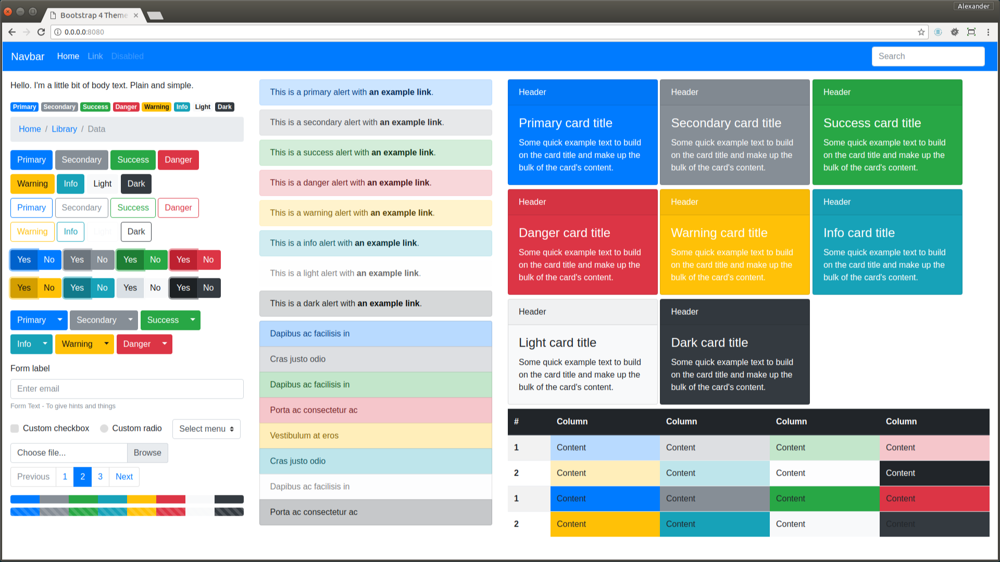 Alexander
Bootstrap 4 Theme
0.0.0.0:8080
Navbar Home Link Disabled Search
Hello. I'm a little bit of body text. Plain and simple.
Primary Secondary Success Danger Warning Info Light Dark
Home / Library / Data
Primary Secondary Success Danger
Warning Info Light Dark
Primary Secondary Success Danger
Warning Info Light Dark
Yes No Yes No Yes No Yes No
Yes No Yes No Yes No Yes No
Primary Secondary Success
Info Warning Danger
Form label
Enter email
Form Text - To give hints and things
Custom checkbox Custom radio Select menu
Choose file... Browse
Previous 1 2 3 Next
This is a primary alert with an example link.
This is a secondary alert with an example link.
This is a success alert with an example link.
This is a danger alert with an example link.
This is a warning alert with an example link.
This is a info alert with an example link.
This is a light alert with an example link.
This is a dark alert with an example link.
Dapibus ac facilisis in
Cras justo odio
Dapibus ac facilisis in
Porta ac consectetur ac
Vestibulum at eros
Cras justo odio
Dapibus ac facilisis in
Porta ac consectetur ac
Header
Primary card title
Some quick example text to build
on the card title and make up the
bulk of the card's content.
Header
Secondary card title
Some quick example text to build
on the card title and make up the
bulk of the card's content.
Header
Success card title
Some quick example text to build
on the card title and make up the
bulk of the card's content.
Header
Danger card title
Some quick example text to build
on the card title and make up the
bulk of the card's content.
Header
Warning card title
Some quick example text to build
on the card title and make up the
bulk of the card's content.
Header
Info card title
Some quick example text to build
on the card title and make up the
bulk of the card's content.
Header
Light card title
Some quick example text to build
on the card title and make up the
bulk of the card's content.
Header
Dark card title
Some quick example text to build
on the card title and make up the
bulk of the card's content.
# Column Column Column Column
1 Content Content Content Content
2 Content Content Content Content
1 Content Content Content Content
2 Content Content Content Content